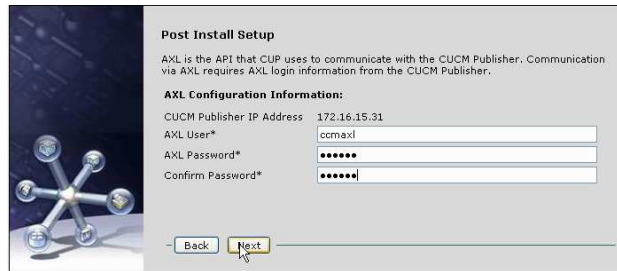 Post Install Setup
AXL is the API that CUP uses to communicate with the CUCM Publisher. Communication
via AXL requires AXL login information from the CUCM Publisher.
AXL Configuration Information:
CUCM Publisher IP Address 172.16.15.31
AXL User* ccmaxl
AXL Password* ●●●●●●
Confirm Password* ●●●●●●
Back Next